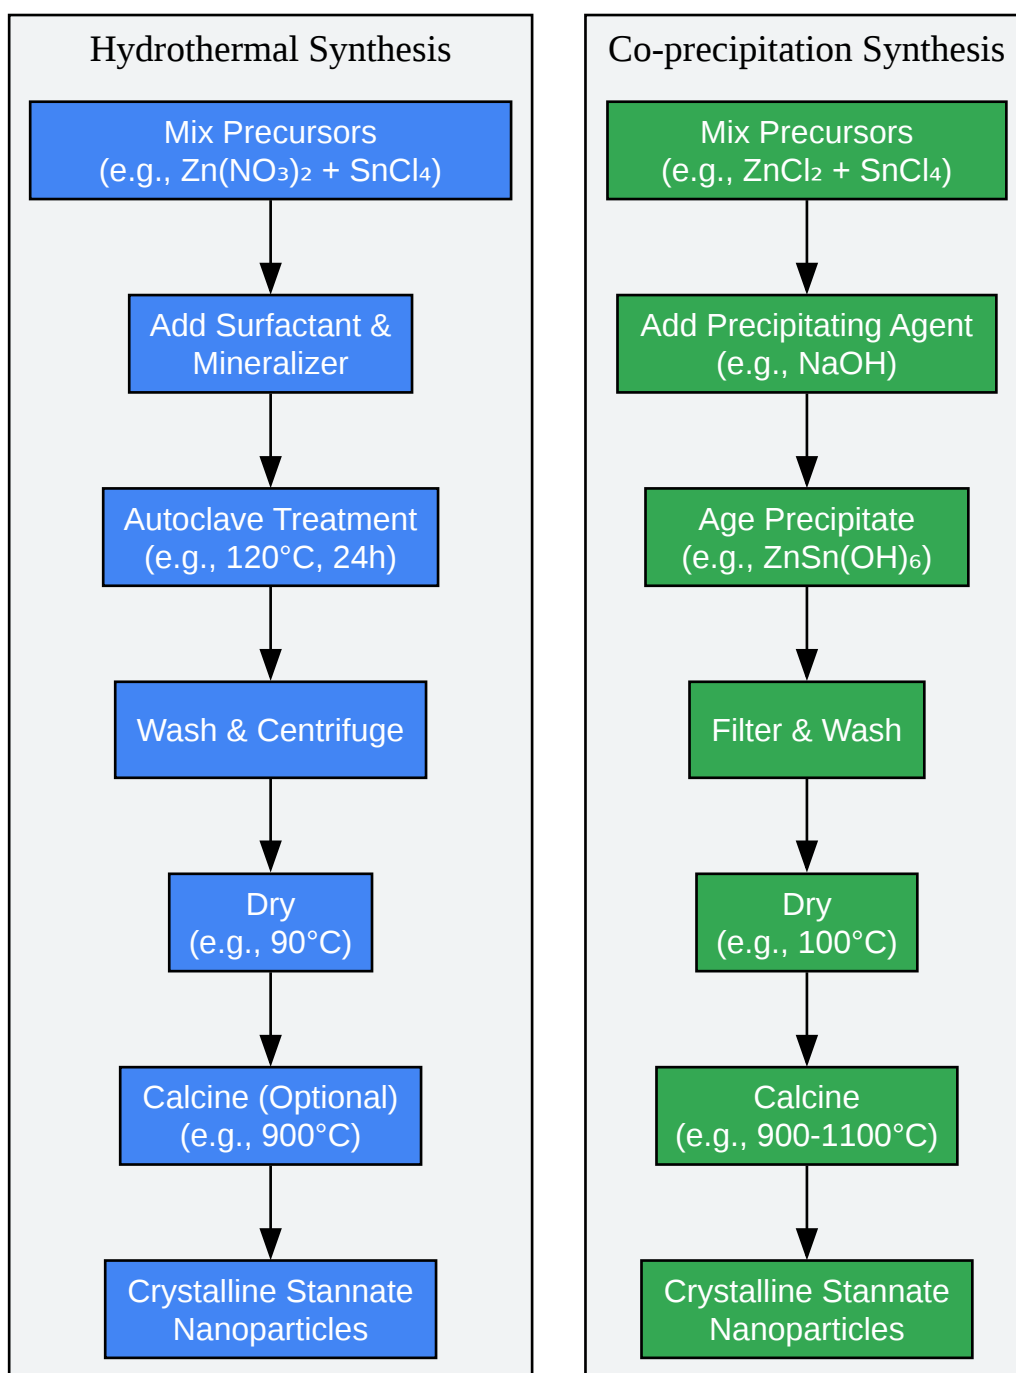 Hydrothermal Synthesis
Mix Precursors
(e.g., Zn(NO₃)₂ + SnCl₄)
Add Surfactant &
Mineralizer
Autoclave Treatment
(e.g., 120°C, 24h)
Wash & Centrifuge
Dry
(e.g., 90°C)
Calcine (Optional)
(e.g., 900°C)
Crystalline Stannate
Nanoparticles
Co-precipitation Synthesis
Mix Precursors
(e.g., ZnCl₂ + SnCl₄)
Add Precipitating Agent
(e.g., NaOH)
Age Precipitate
(e.g., ZnSn(OH)₆)
Filter & Wash
Dry
(e.g., 100°C)
Calcine
(e.g., 900-1100°C)
Crystalline Stannate
Nanoparticles